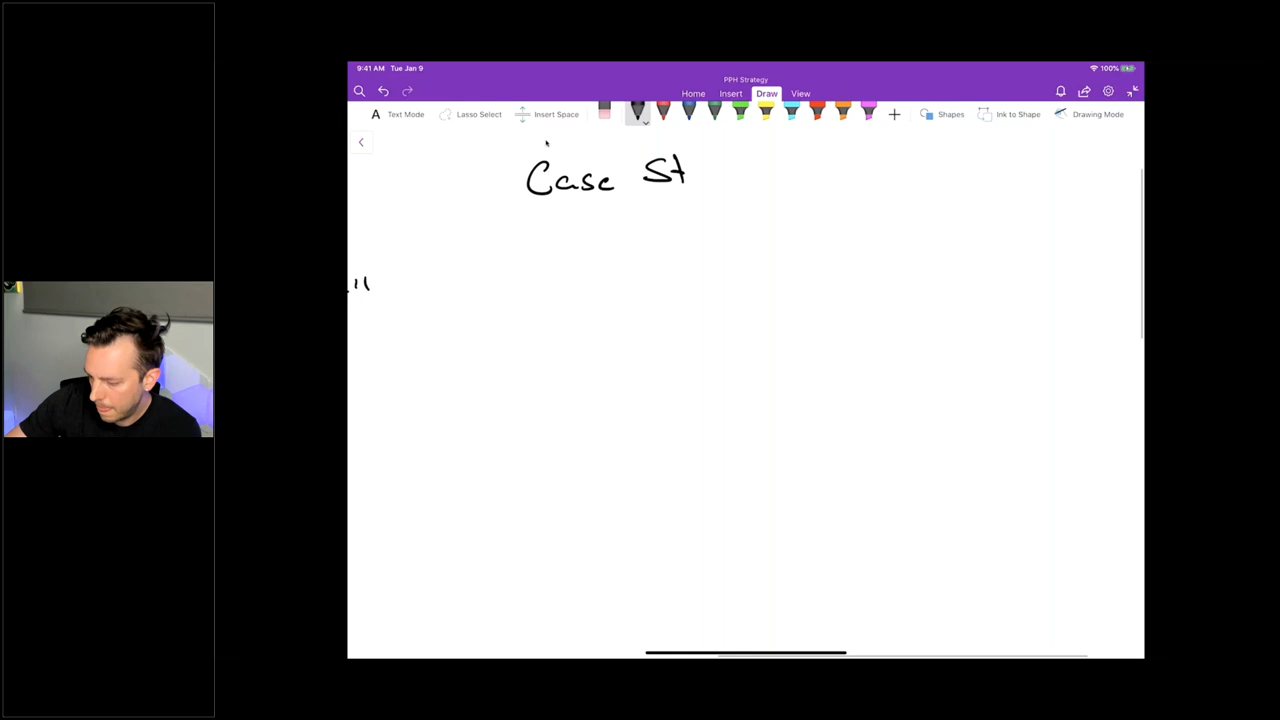 9:41 AM Tue Jan 9
100%
PPH Strategy
Home Insert Draw View
A Text Mode Lasso Select Insert Space Shapes Ink to Shape Drawing Mode
Case St